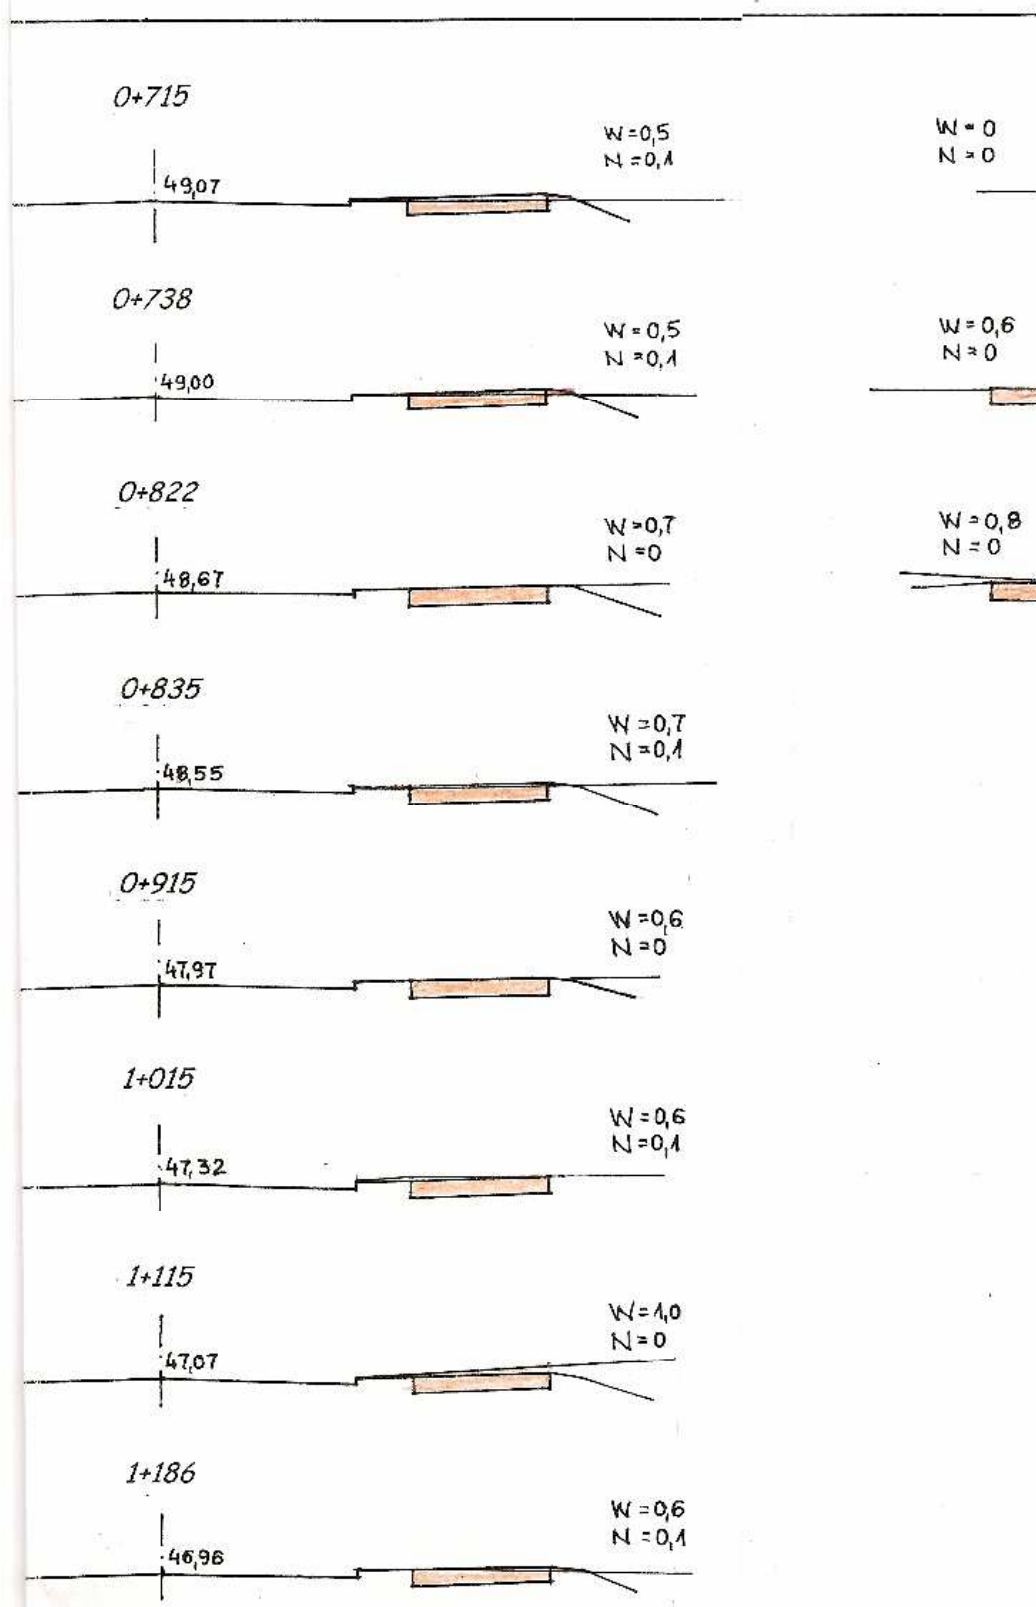 0+715
W=0,5
N=0,1
W=0
N=0
49,07
0+738
W=0,5
N=0,1
W=0,6
N=0
49,00
0+822
W=0,7
N=0
W=0,8
N=0
48,67
0+835
W=0,7
N=0,1
48,55
0+915
W=0,6
N=0
47,97
1+015
W=0,6
N=0,1
47,32
1+115
W=1,0
N=0
47,07
1+186
W=0,6
N=0,1
46,96